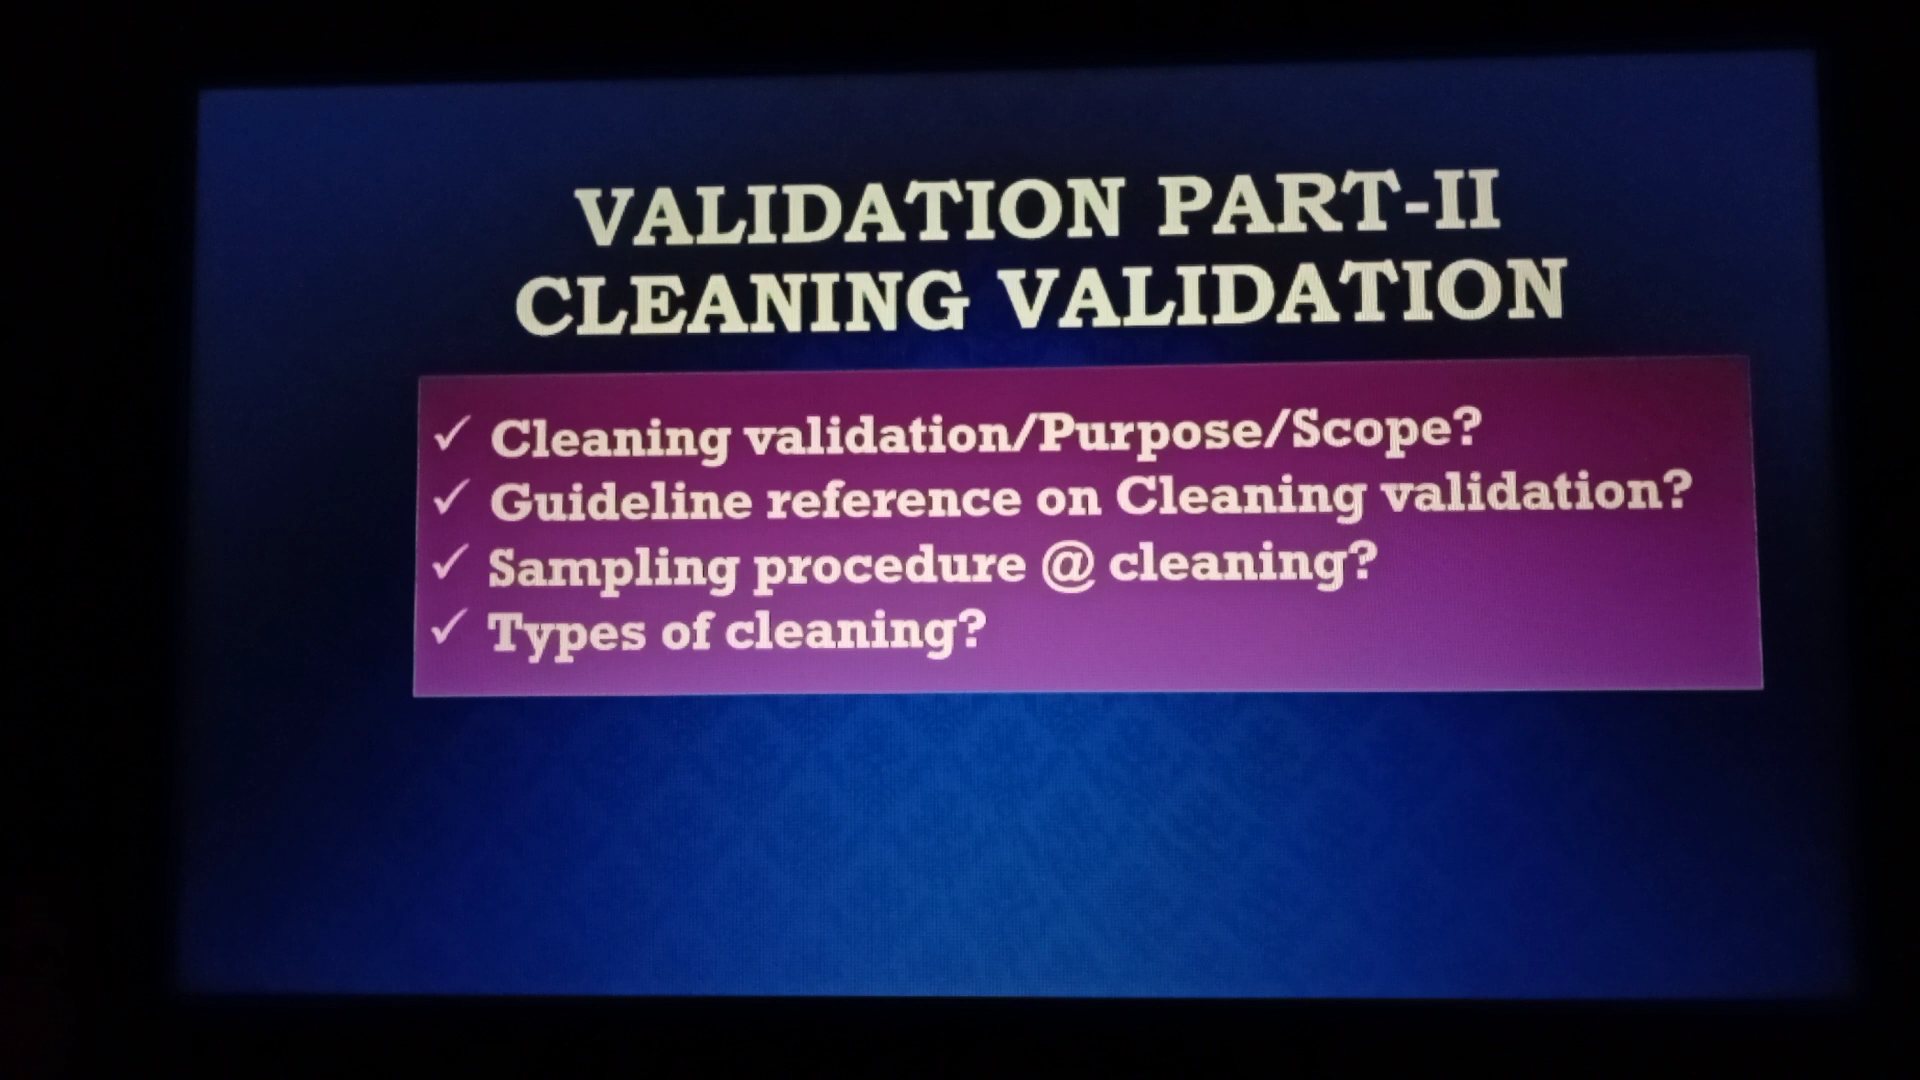 VALIDATION PART-II
CLEANING VALIDATION
✓ Cleaning validation/Purpose/Scope?
✓ Guideline reference on Cleaning validation?
✓ Sampling procedure @ cleaning?
✓ Types of cleaning?